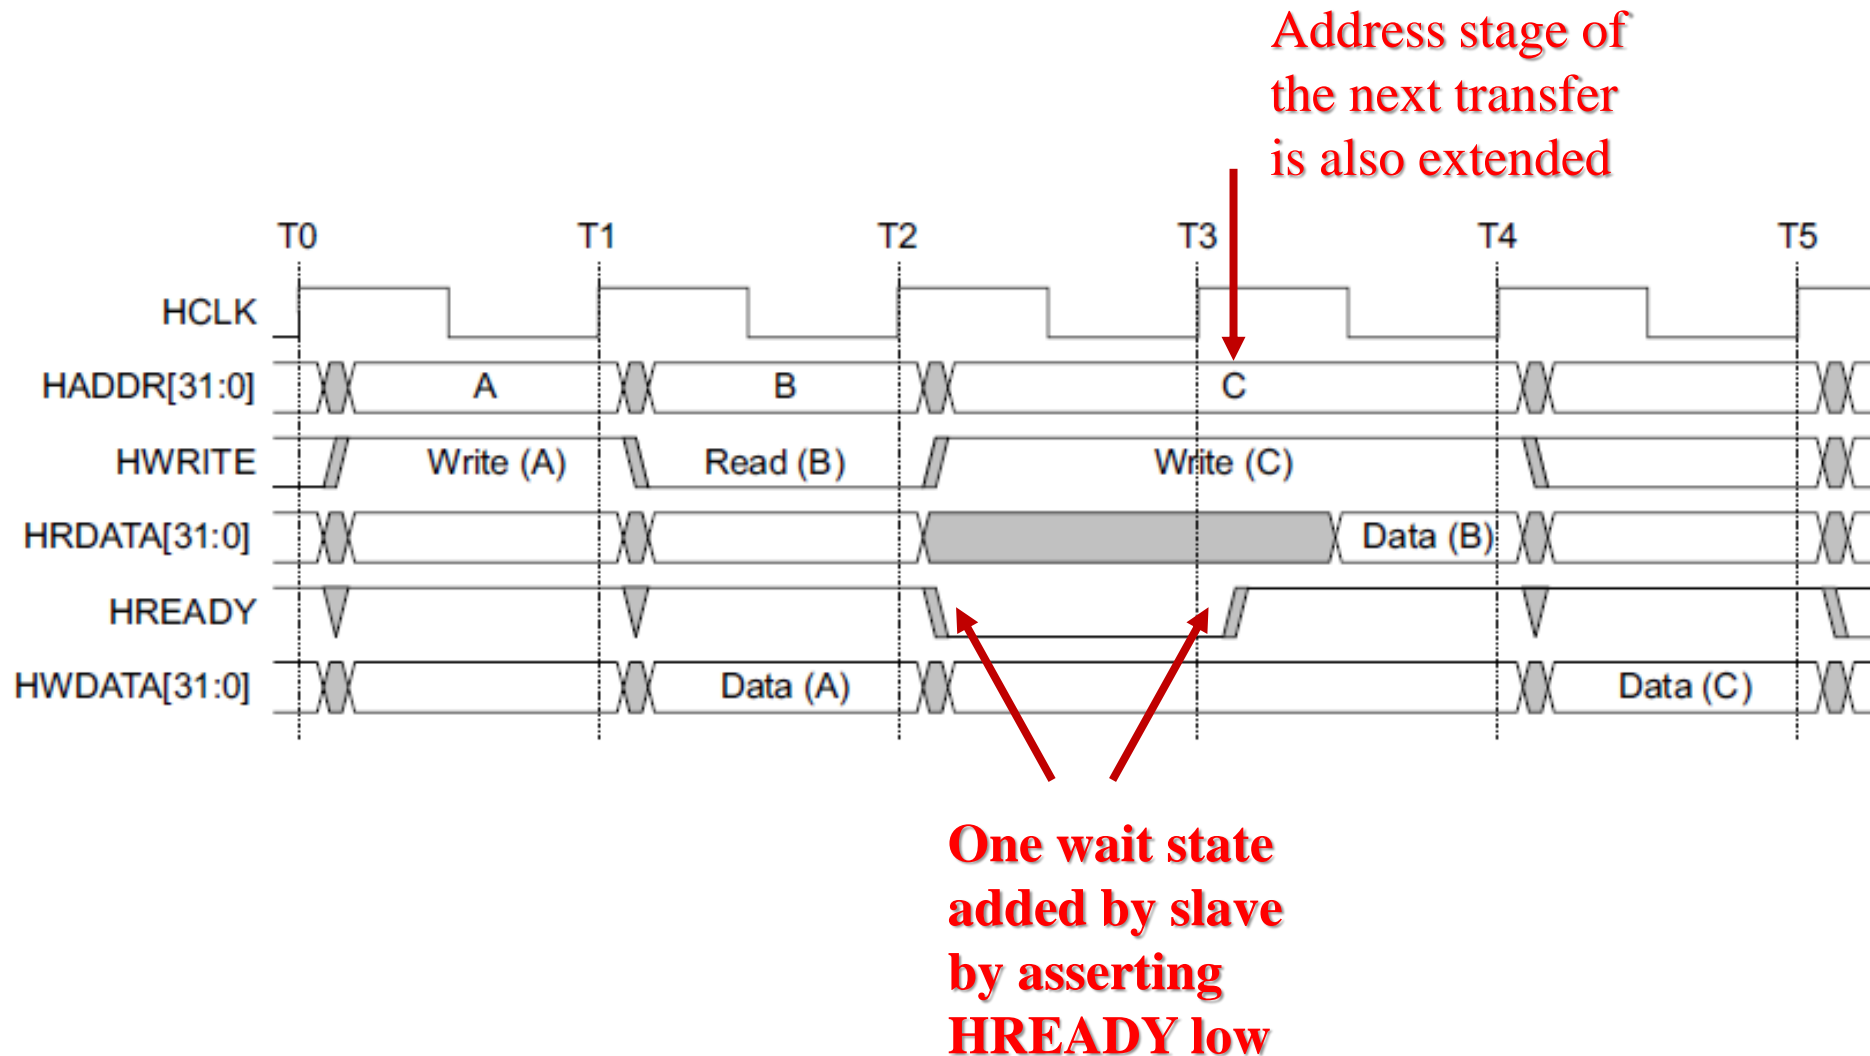 Address stage of
the next transfer
is also extended
T0 T1 T2 T3 T4 T5
HCLK
HADDR[31:0] A B C
HWRITE Write (A) Read (B) Write (C)
HRDATA[31:0] Data (B)
HREADY
HWDATA[31:0] Data (A) Data (C)
One wait state
added by slave
by asserting
HREADY low